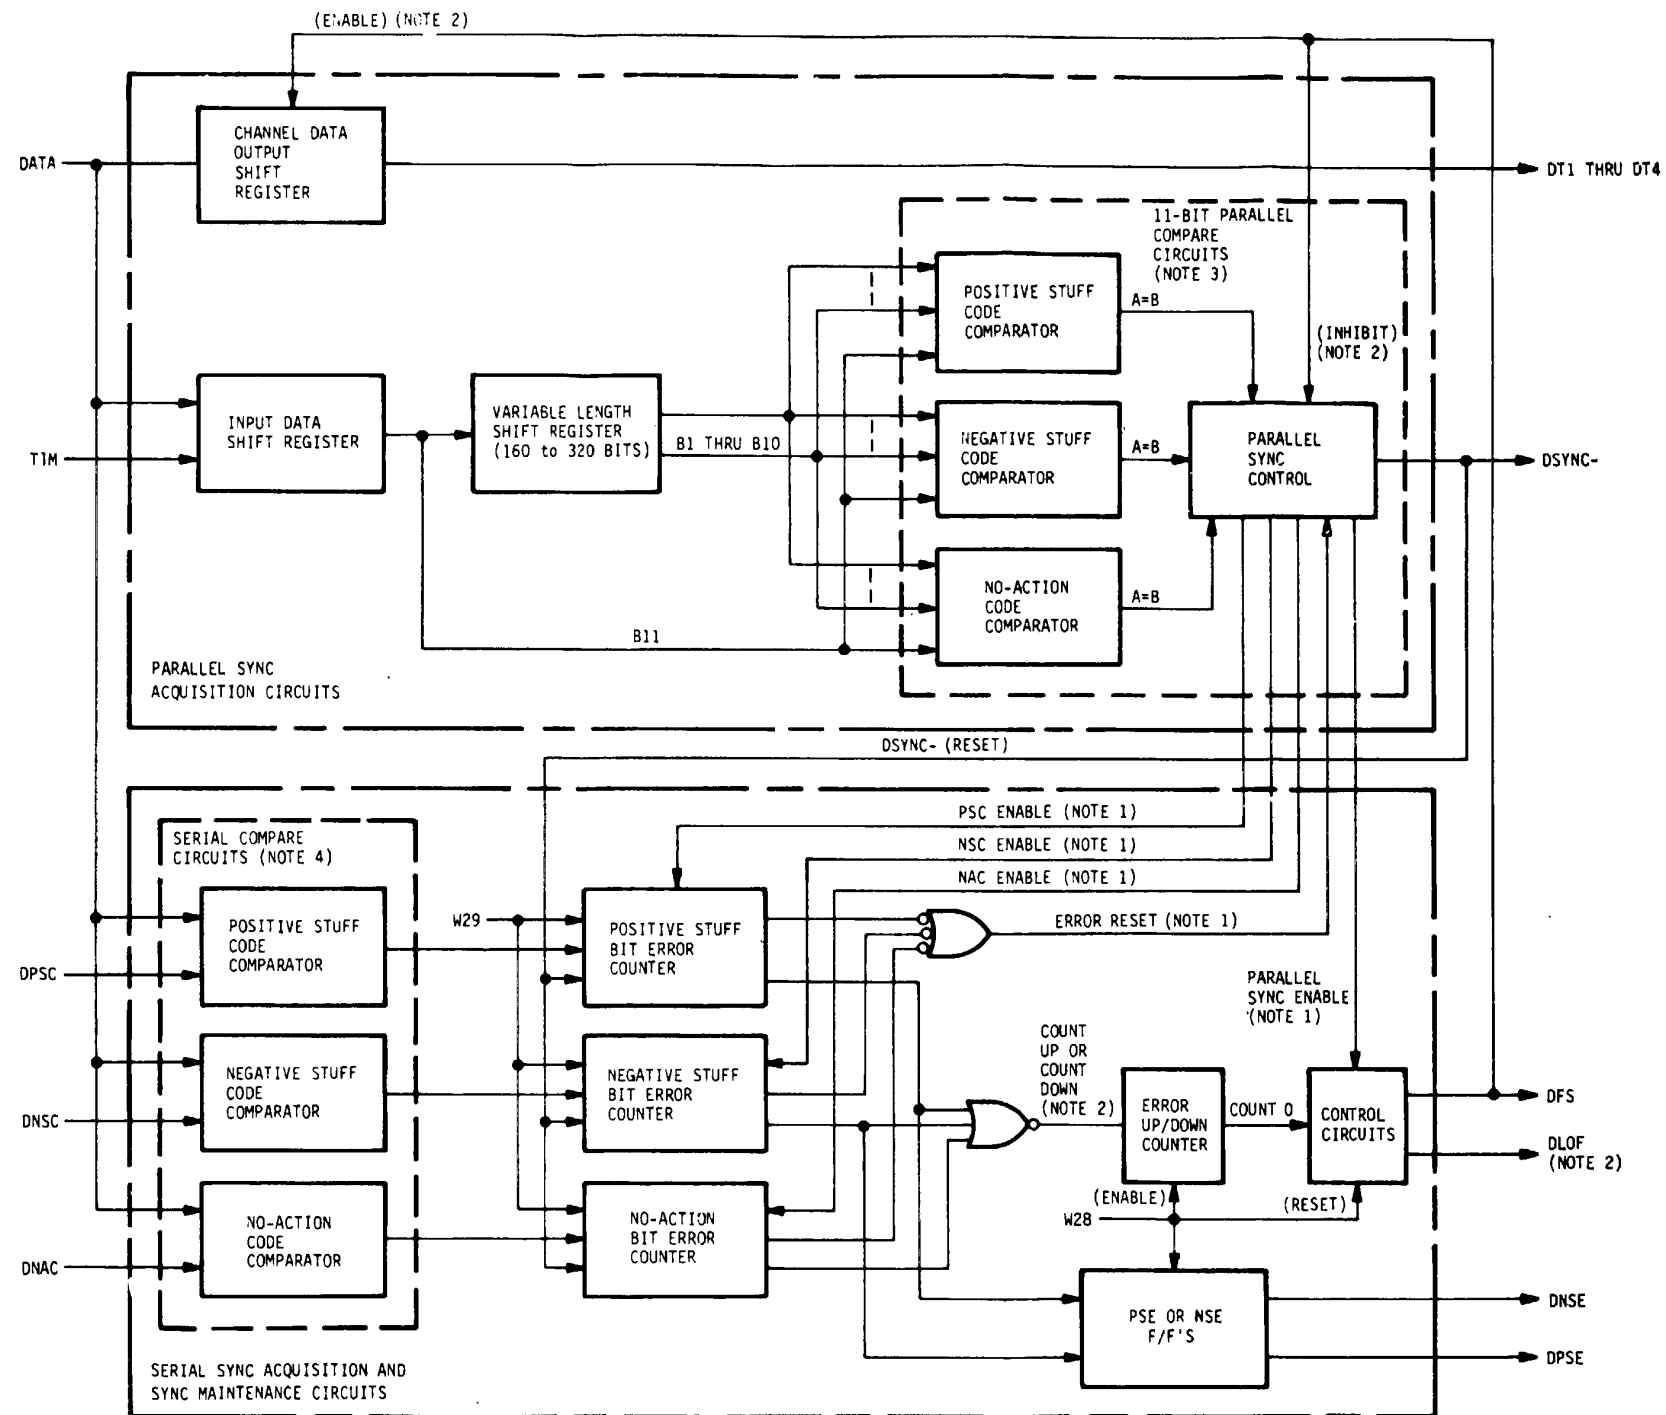 (ENABLE) (NOTE 2)
CHANNEL DATA
OUTPUT
SHIFT
REGISTER
DATA
DT1 THRU DT4
11-BIT PARALLEL
COMPARE
CIRCUITS
(NOTE 3)
POSITIVE STUFF
CODE
COMPARATOR
A=B
(INHIBIT)
(NOTE 2)
INPUT DATA
SHIFT REGISTER
VARIABLE LENGTH
SHIFT REGISTER
(160 to 320 BITS)
B1 THRU B10
NEGATIVE STUFF
CODE
COMPARATOR
A=B
PARALLEL
SYNC
CONTROL
TIM
DSYNC-
NO-ACTION
CODE
COMPARATOR
A=B
B11
PARALLEL SYNC
ACQUISITION CIRCUITS
DSYNC- (RESET)
PSC ENABLE (NOTE 1)
NSC ENABLE (NOTE 1)
NAC ENABLE (NOTE 1)
SERIAL COMPARE
CIRCUITS (NOTE 4)
POSITIVE STUFF
CODE
COMPARATOR
W29
POSITIVE STUFF
BIT ERROR
COUNTER
ERROR RESET (NOTE 1)
DPSC
PARALLEL
SYNC ENABLE
(NOTE 1)
NEGATIVE STUFF
CODE
COMPARATOR
NEGATIVE STUFF
BIT ERROR
COUNTER
COUNT
UP OR
COUNT
DOWN
(NOTE 2)
ERROR
UP/DOWN
COUNTER
COUNT 0
CONTROL
CIRCUITS
DFS
DNSC
DLOF
(NOTE 2)
NO-ACTION
CODE
COMPARATOR
NO-ACTION
BIT ERROR
COUNTER
(ENABLE)
(RESET)
W28
DNAC
PSE OR NSE
F/F'S
DNSE
DPSE
SERIAL SYNC ACQUISITION AND
SYNC MAINTENANCE CIRCUITS